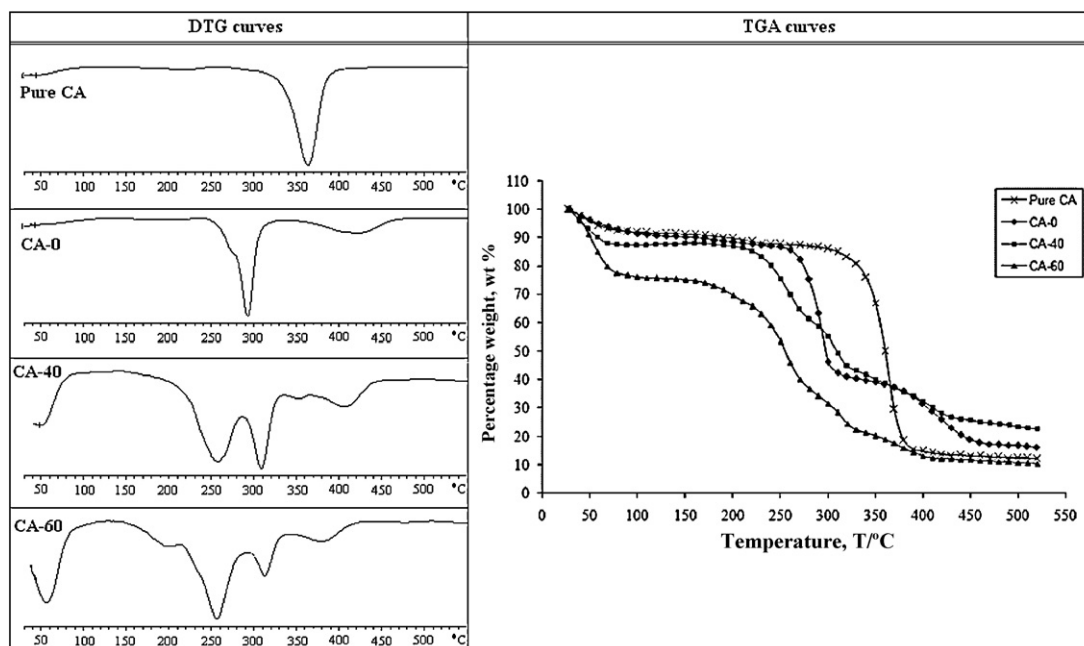 DTG curves
TGA curves
Pure CA
50 100 150 200 250 300 350 400 450 500 °C
CA-0
50 100 150 200 250 300 350 400 450 500 °C
CA-40
50 100 150 200 250 300 350 400 450 500 °C
CA-60
50 100 150 200 250 300 350 400 450 500 °C
Percentage weight, wt %
110
100
90
80
70
60
50
40
30
20
10
0
0 50 100 150 200 250 300 350 400 450 500 550
Temperature, T/ºC
Pure CA
CA-0
CA-40
CA-60